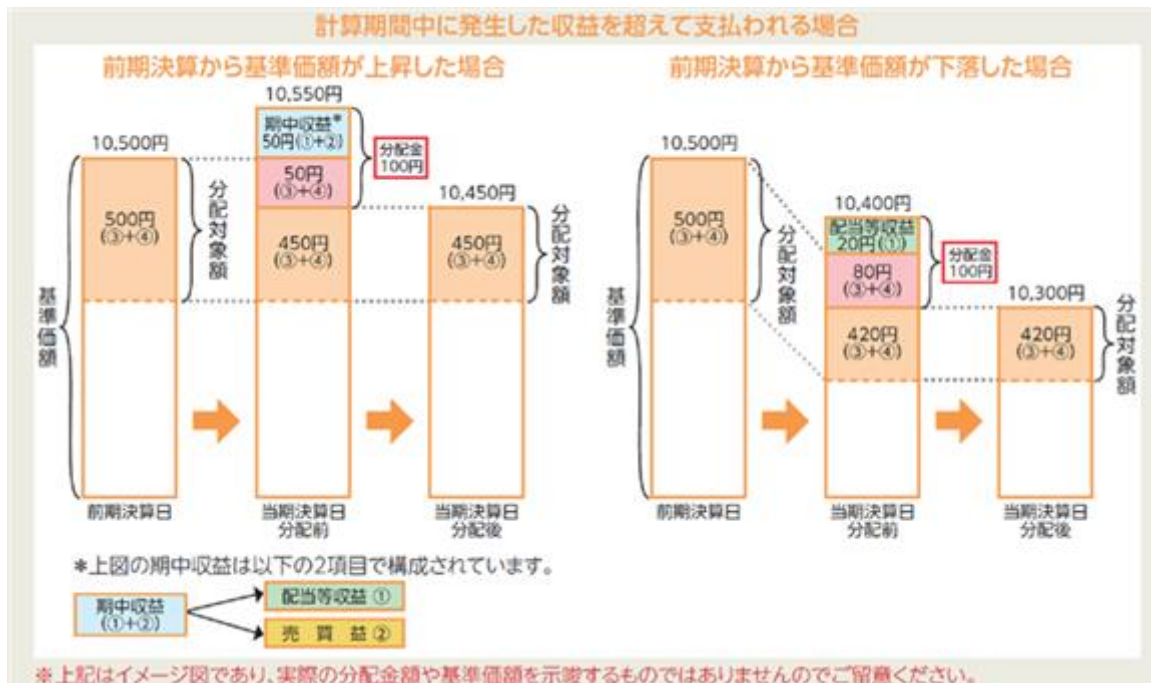 計算期間中に発生した収益を超えて支払われる場合
前期決算から基準価額が上昇した場合
10,500円
500円
(③+④)
分配対象額
基準価額
前期決算日
10,550円
期中収益*
50円(①+②)
50円
(③+④)
450円
(③+④)
分配金
100円
当期決算日
分配前
10,450円
450円
(③+④)
分配対象額
当期決算日
分配後
前期決算から基準価額が下落した場合
10,500円
500円
(③+④)
分配対象額
基準価額
前期決算日
10,400円
配当等収益
20円(①)
80円
(③+④)
420円
(③+④)
分配金
100円
当期決算日
分配前
10,300円
420円
(③+④)
分配対象額
当期決算日
分配後
*上図の期中収益は以下の2項目で構成されています。
期中収益
(①+②)
配当等収益 ①
売 買 益 ②
※上記はイメージ図であり、実際の分配金額や基準価額を示唆するものではありませんのでご留意ください。